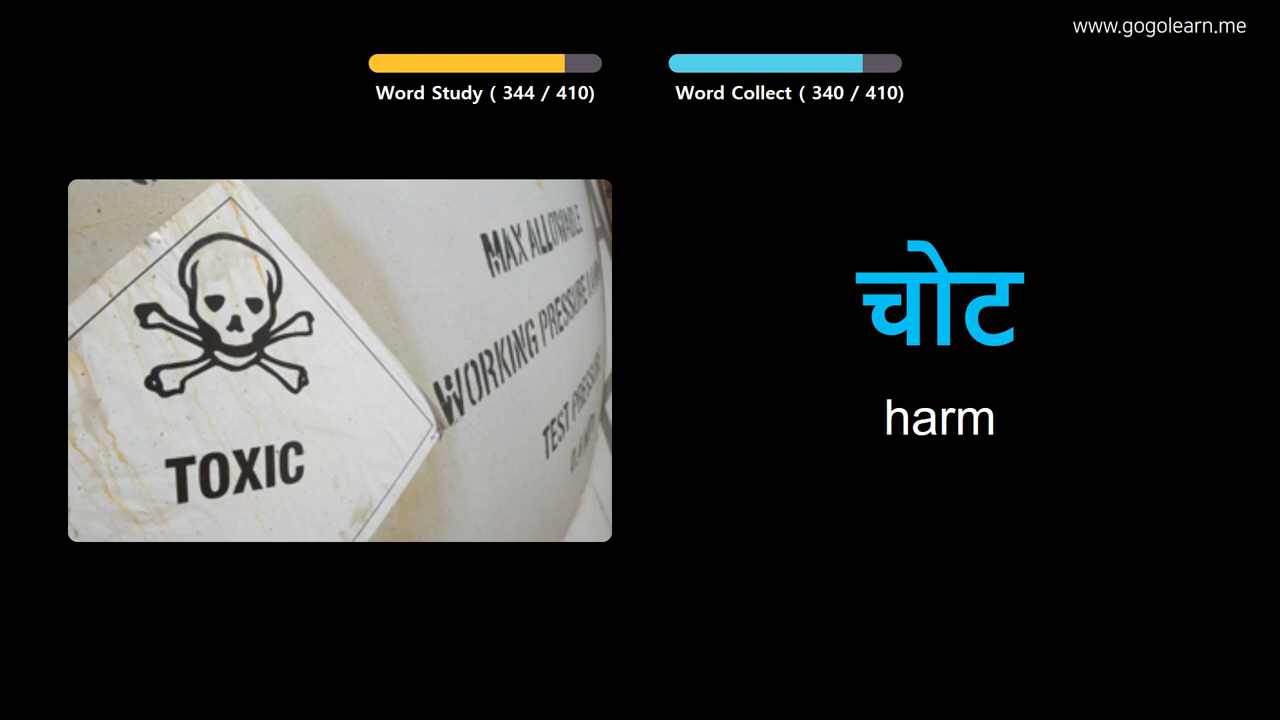 www.gogolearn.me
Word Study ( 344 / 410)
Word Collect ( 340 / 410)
TOXIC
MAX ALLOWABLE
WORKING PRESSURE
TEST PRESSURE
चोट
harm